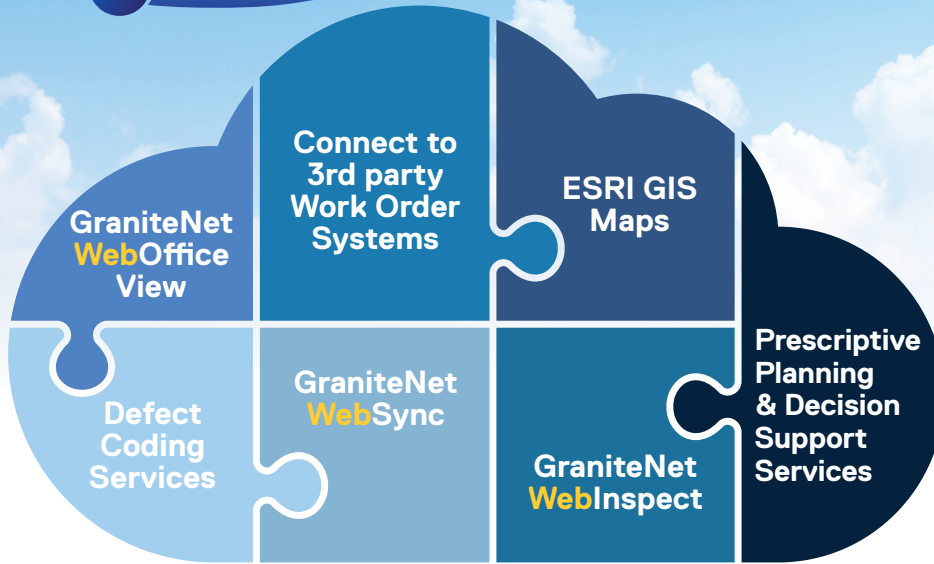 GraniteNet
WebOffice
View
Connect to
3rd party
Work Order
Systems
ESRI GIS
Maps
Prescriptive
Planning
& Decision
Support
Services
Defect
Coding
Services
GraniteNet
WebSync
GraniteNet
WebInspect